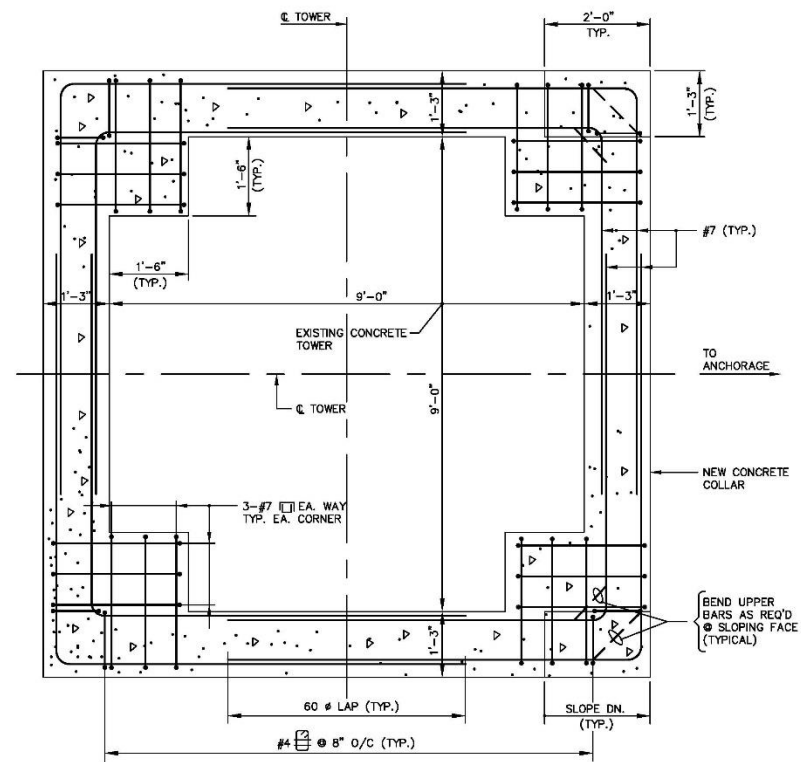 ℄ TOWER
2'-0"
TYP.
1'-3"
1'-3"
(TYP.)
1'-6"
(TYP.)
#7 (TYP.)
1'-6"
(TYP.)
1'-3"
9'-0"
1'-3"
EXISTING CONCRETE
TOWER
TO
ANCHORAGE
℄ TOWER
9'-0"
NEW CONCRETE
COLLAR
3-#7 EA. WAY
TYP. EA. CORNER
BEND UPPER
BARS AS REQ'D
@ SLOPING FACE
(TYPICAL)
1'-3"
60 ø LAP (TYP.)
SLOPE DN.
(TYP.)
#4 @ 8" O/C (TYP.)